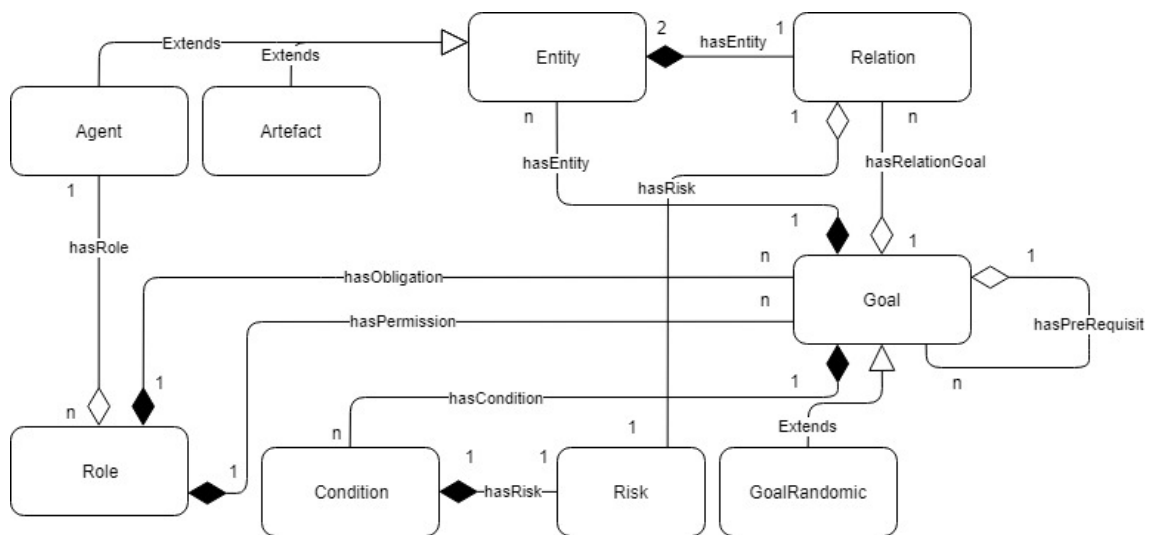 2
1
Extends
hasEntity
Entity
Relation
Extends
Agent
Artefact
n
1
n
hasEntity
hasRelationGoal
1
hasRisk
1
1
hasRole
n
1
hasObligation
n
Goal
hasPermission
hasPreRequisit
1
1
n
hasCondition
n
1
Extends
n
1
1
1
Role
1
Condition
hasRisk
Risk
GoalRandomic